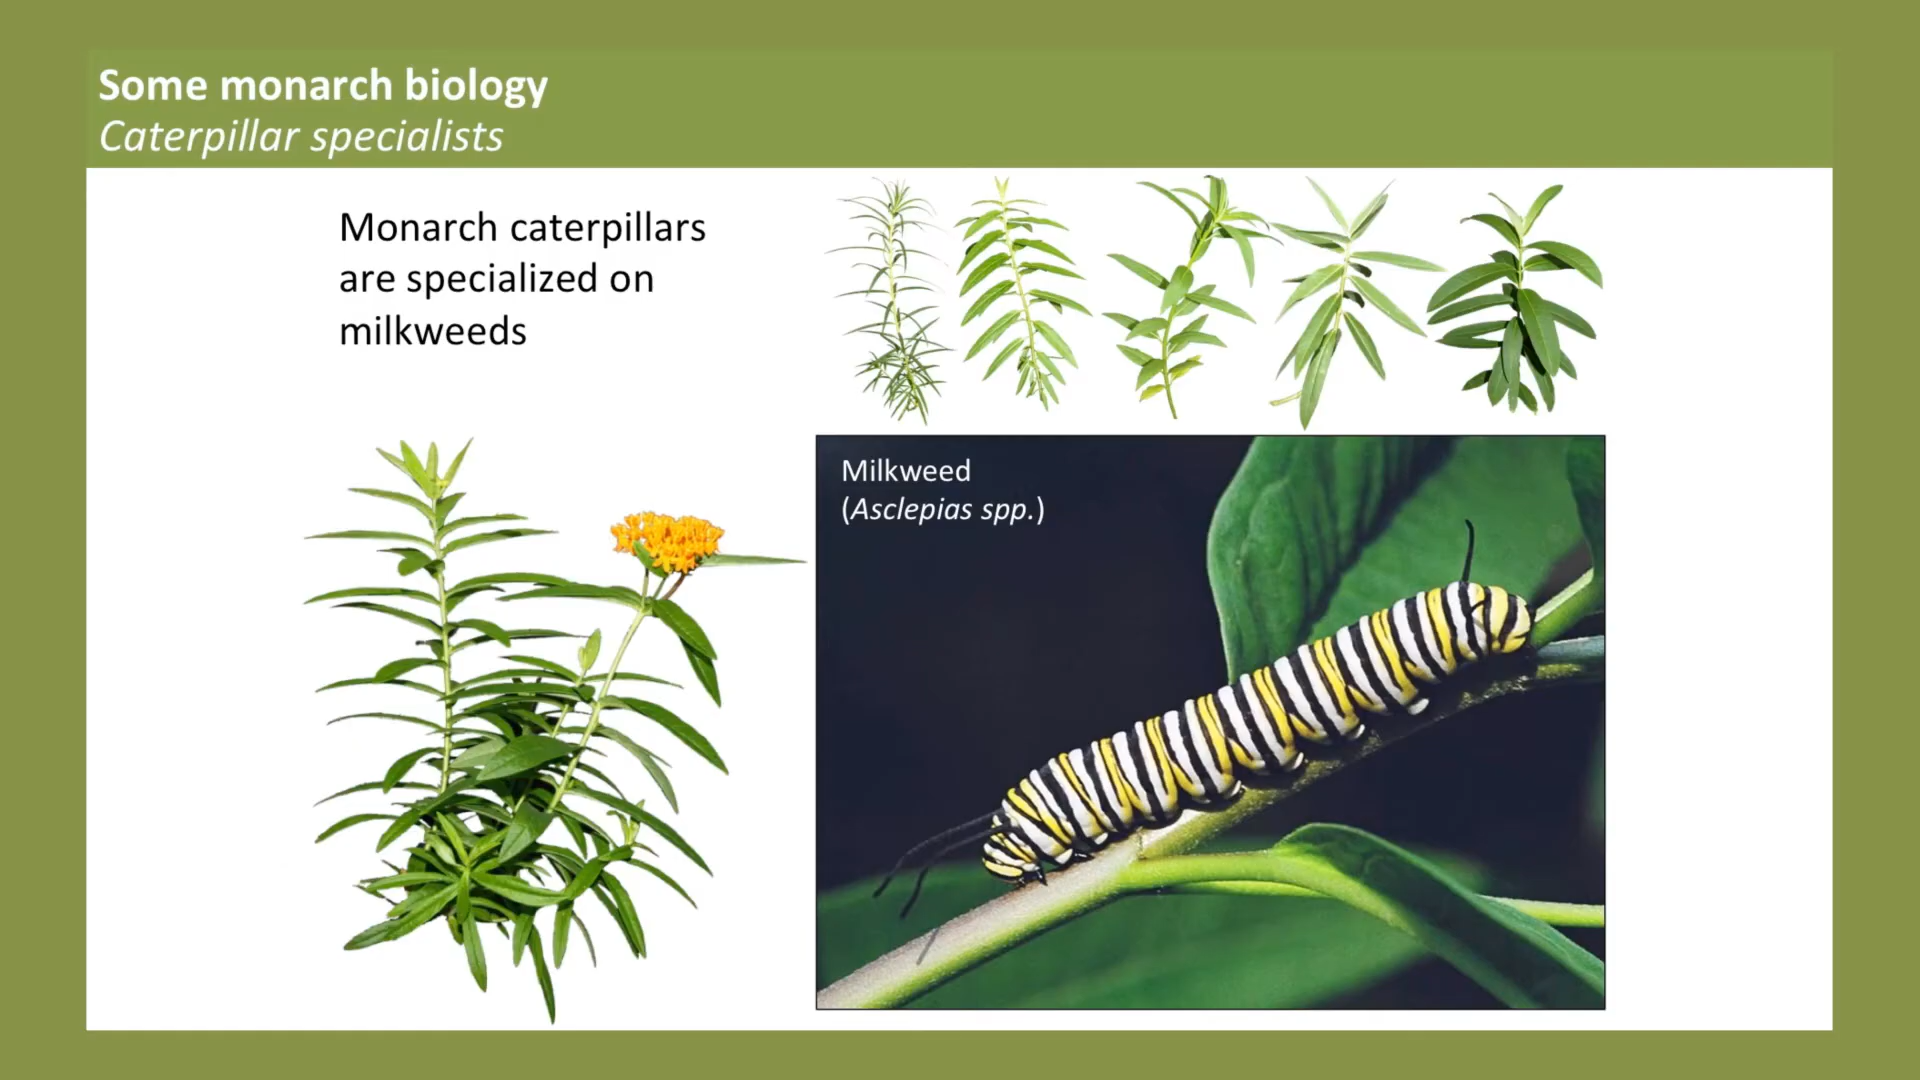 Some monarch biology
Caterpillar specialists
Monarch caterpillars
are specialized on
milkweeds
Milkweed
(Asclepias spp.)